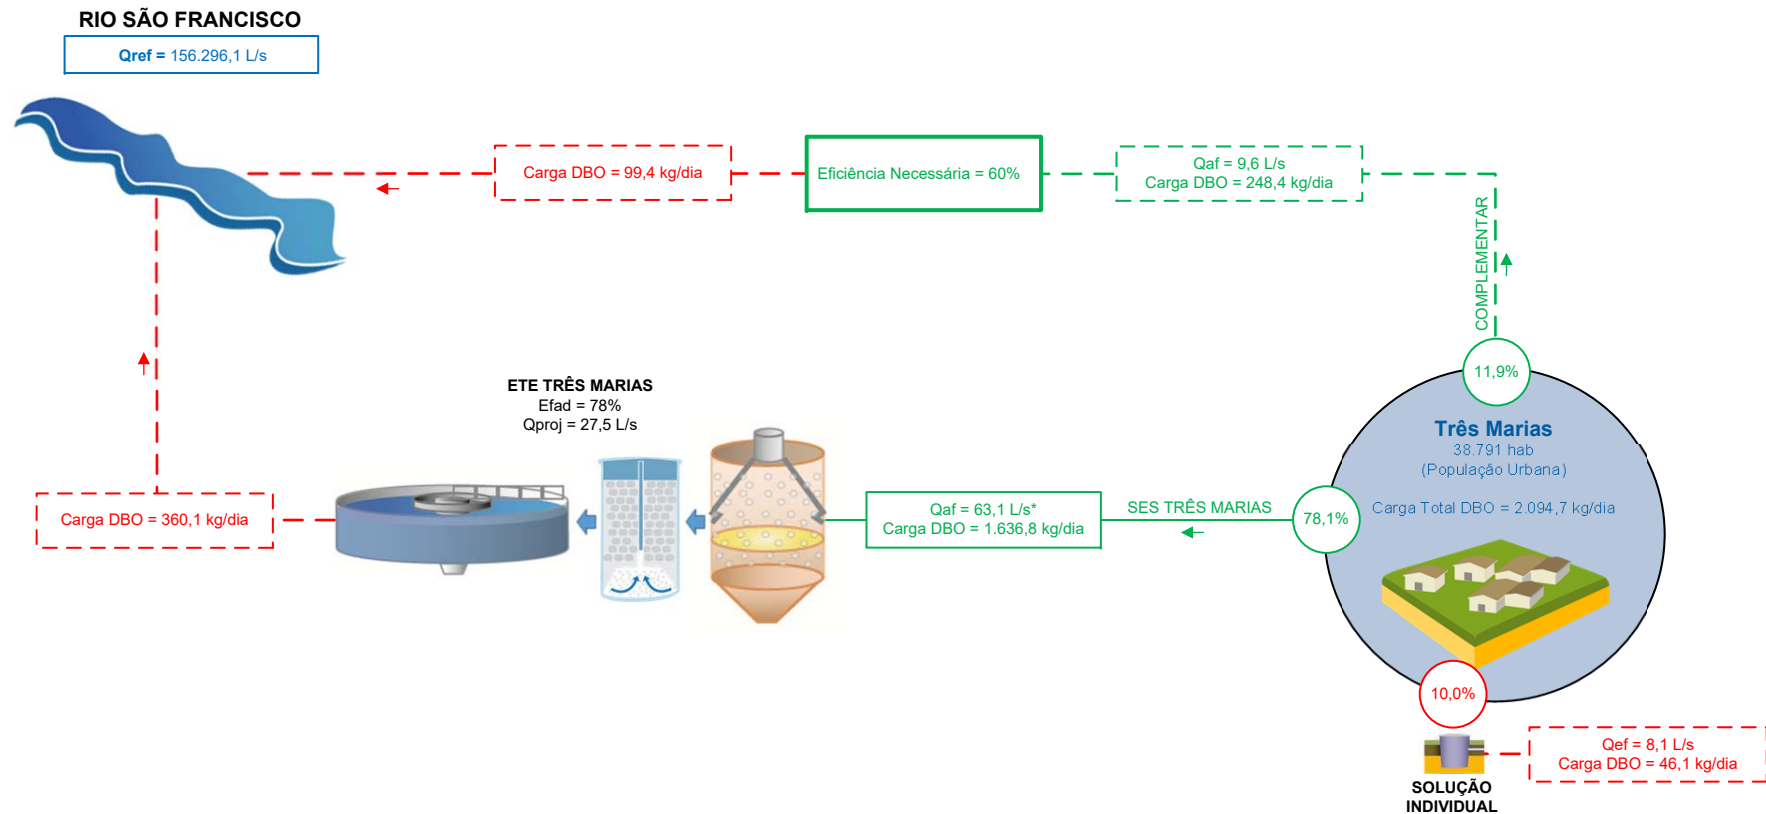 RIO SÃO FRANCISCO
Qref = 156.296,1 L/s
Carga DBO = 99,4 kg/dia
Eficiência Necessária = 60%
Qaf = 9,6 L/s
Carga DBO = 248,4 kg/dia
COMPLEMENTAR
11,9%
Três Marias
38.791 hab
(População Urbana)
Carga Total DBO = 2.094,7 kg/dia
ETE TRÊS MARIAS
Efad = 78%
Qproj = 27,5 L/s
Carga DBO = 360,1 kg/dia
Qaf = 63,1 L/s*
Carga DBO = 1.636,8 kg/dia
SES TRÊS MARIAS
78,1%
10,0%
Qef = 8,1 L/s
Carga DBO = 46,1 kg/dia
SOLUÇÃO
INDIVIDUAL